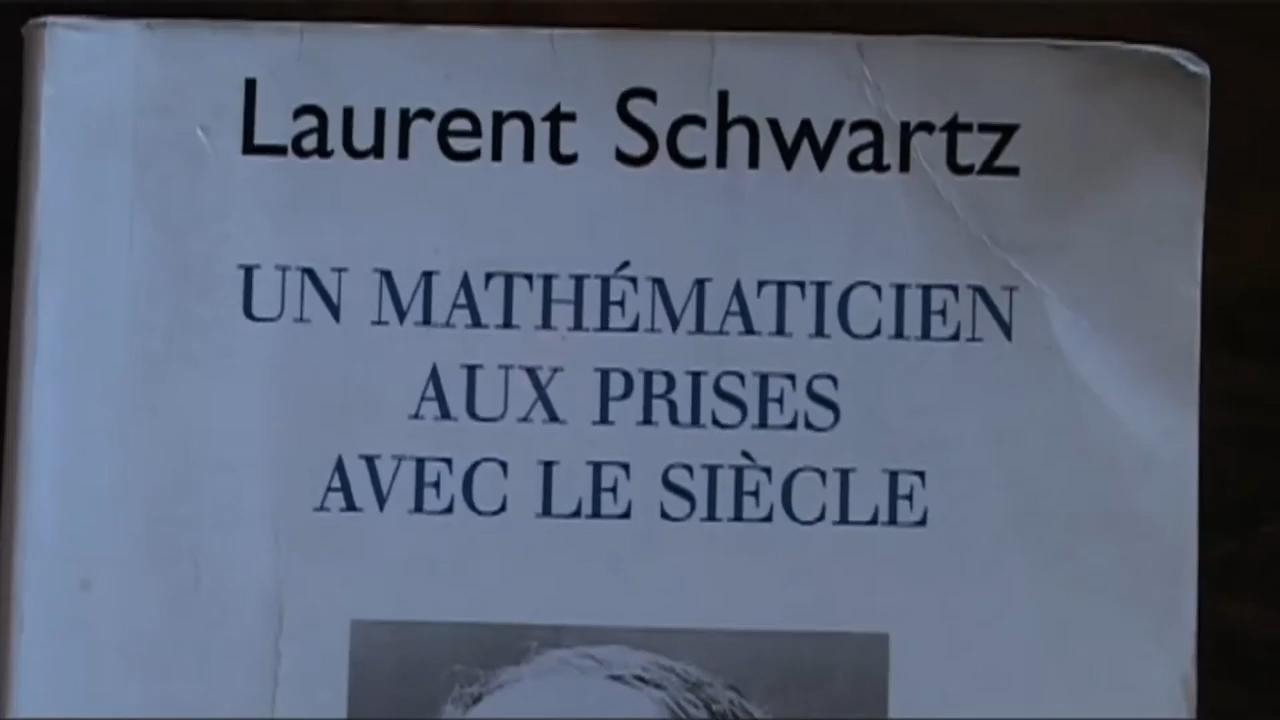 Laurent Schwartz
UN MATHÉMATICIEN
AUX PRISES
AVEC LE SIÈCLE